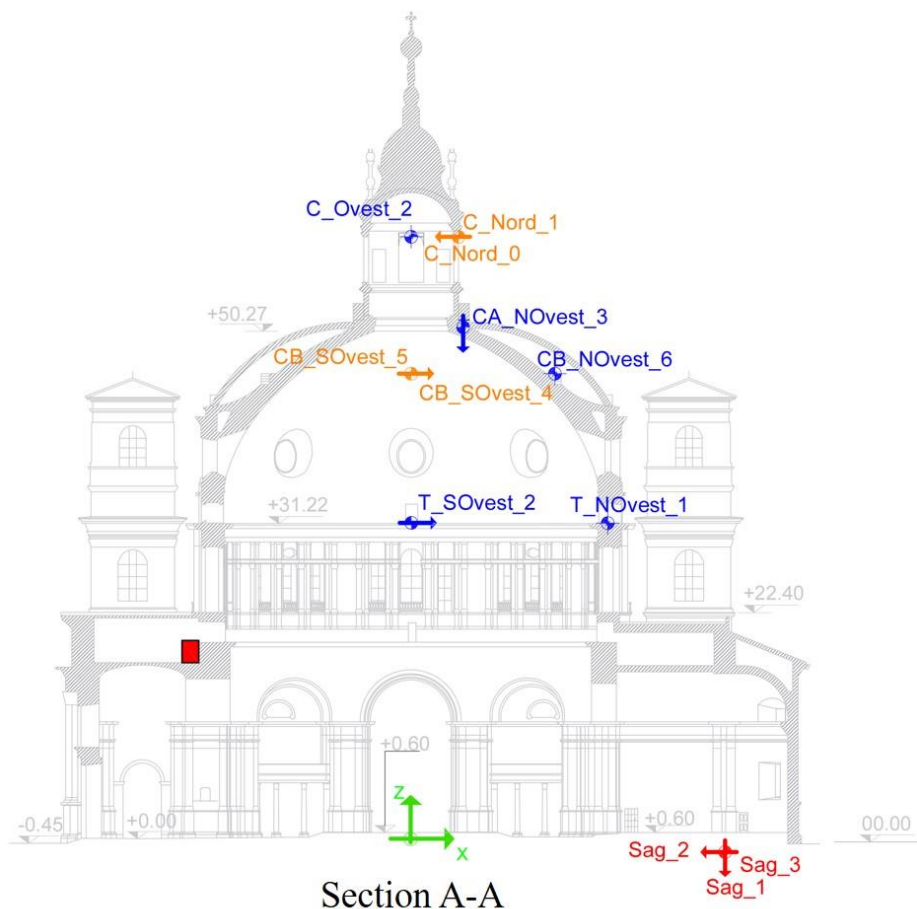 C_Ovest_2
C_Nord_1
C_Nord_0
+50.27
CA_NOvest_3
CB_SOvest_5
CB_NOvest_6
CB_SOvest_4
+31.22
T_SOvest_2
T_NOvest_1
+22.40
+0.60
z
-0.45
+0.00
+0.60
00.00
x
Sag_2
Sag_3
Sag_1
Section A-A